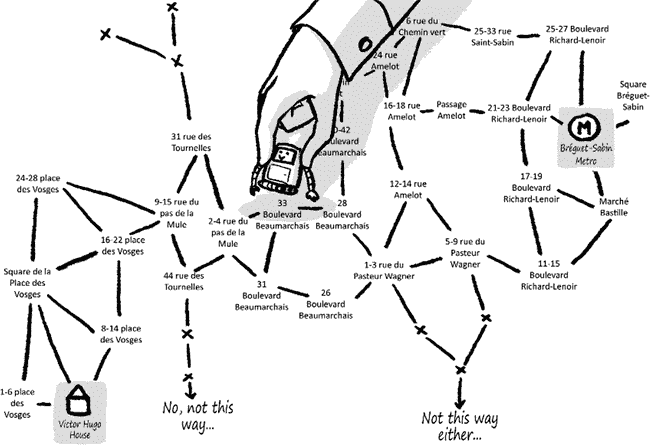 6 rue du
Chemin vert
25-33 rue
Saint-Sabin
25-27 Boulevard
Richard-Lenoir
24 rue
Amelot
Square
Bréguet-
Sabin
16-18 rue
Amelot
Passage
Amelot
21-23 Boulevard
Richard-Lenoir
M
Bréguet-Sabin
Metro
31 rue des
Tournelles
24-28 place
des Vosges
9-15 rue du
pas de la
Mule
2-4 rue du
pas de la
Mule
33
Boulevard
Beaumarchais
28
Boulevard
Beaumarchais
12-14 rue
Amelot
17-19
Boulevard
Richard-Lenoir
Marché
Bastille
16-22 place
des Vosges
Square de la
Place des
Vosges
44 rue des
Tournelles
31
Boulevard
Beaumarchais
26
Boulevard
Beaumarchais
1-3 rue du
Pasteur Wagner
5-9 rue du
Pasteur
Wagner
11-15
Boulevard
Richard-Lenoir
8-14 place
des Vosges
1-6 place
des
Vosges
Victor Hugo
House
No, not this
way...
Not this way
either...